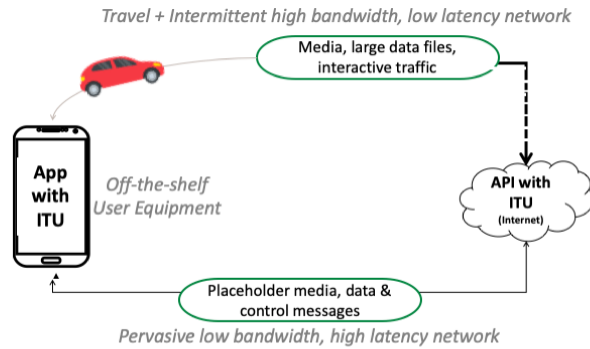 Travel + Intermittent high bandwidth, low latency network
Media, large data files,
interactive traffic
App
with
ITU
Off-the-shelf
User Equipment
API with
ITU
(Internet)
Placeholder media, data &
control messages
Pervasive low bandwidth, high latency network